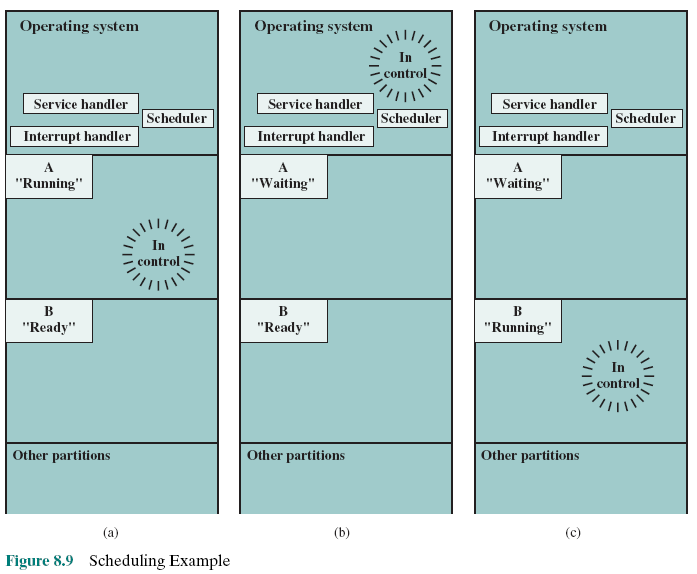 Operating system
In
control
Service handler
Scheduler
Interrupt handler
A
"Running"
In
control
B
"Ready"
Other partitions
(a)
Operating system
In
control
Service handler
Scheduler
Interrupt handler
A
"Waiting"
B
"Ready"
Other partitions
(b)
Operating system
Service handler
Scheduler
Interrupt handler
A
"Waiting"
B
"Running"
In
control
Other partitions
(c)
Figure 8.9 Scheduling Example